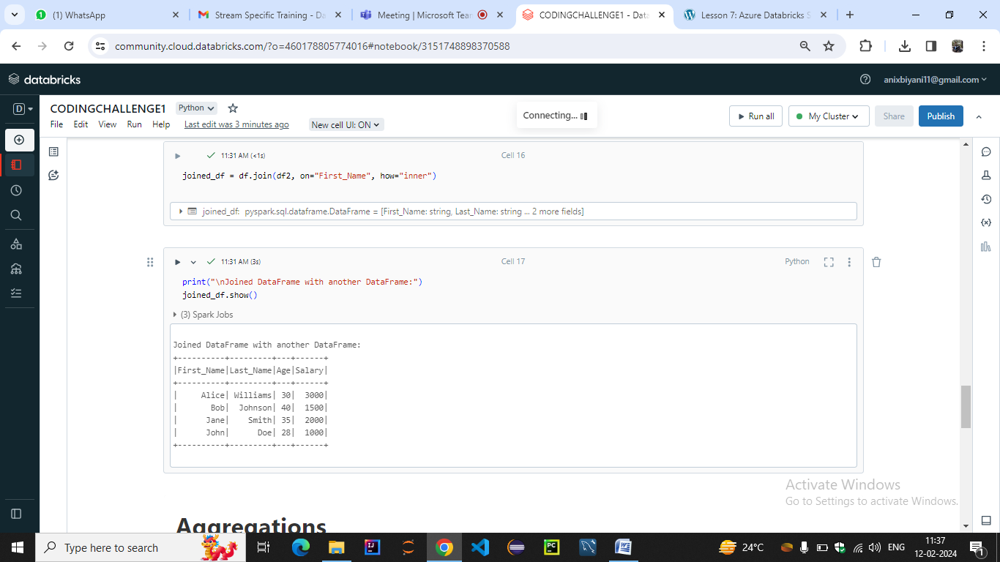 (1) WhatsApp
Stream Specific Training - Da
Meeting | Microsoft Tea
CODINGCHALLENGE1 - Data
Lesson 7: Azure Databricks S
community.cloud.databricks.com/?o=460178805774016#notebook/3151748898370588
databricks
anixbiyani11@gmail.com
D
CODINGCHALLENGE1
Python
Connecting...
Run all
My Cluster
Share
Publish
File Edit View Run Help
Last edit was 3 minutes ago
New cell UI: ON
11:31 AM (<1s)
Cell 16
joined_df = df.join(df2, on="First_Name", how="inner")
joined_df: pyspark.sql.dataframe.DataFrame = [First_Name: string, Last_Name: string ... 2 more fields]
11:31 AM (3s)
Cell 17
Python
print("\nJoined DataFrame with another DataFrame:")
joined_df.show()
(3) Spark Jobs
Joined DataFrame with another DataFrame:
+----------+---------+---+------+
|First_Name|Last_Name|Age|Salary|
+----------+---------+---+------+
|     Alice| Williams| 30|  3000|
|       Bob|  Johnson| 40|  1500|
|      Jane|    Smith| 35|  2000|
|      John|      Doe| 28|  1000|
+----------+---------+---+------+
Activate Windows
Go to Settings to activate Windows.
Aggregations
Type here to search
24°C
ENG
11:37
12-02-2024
1